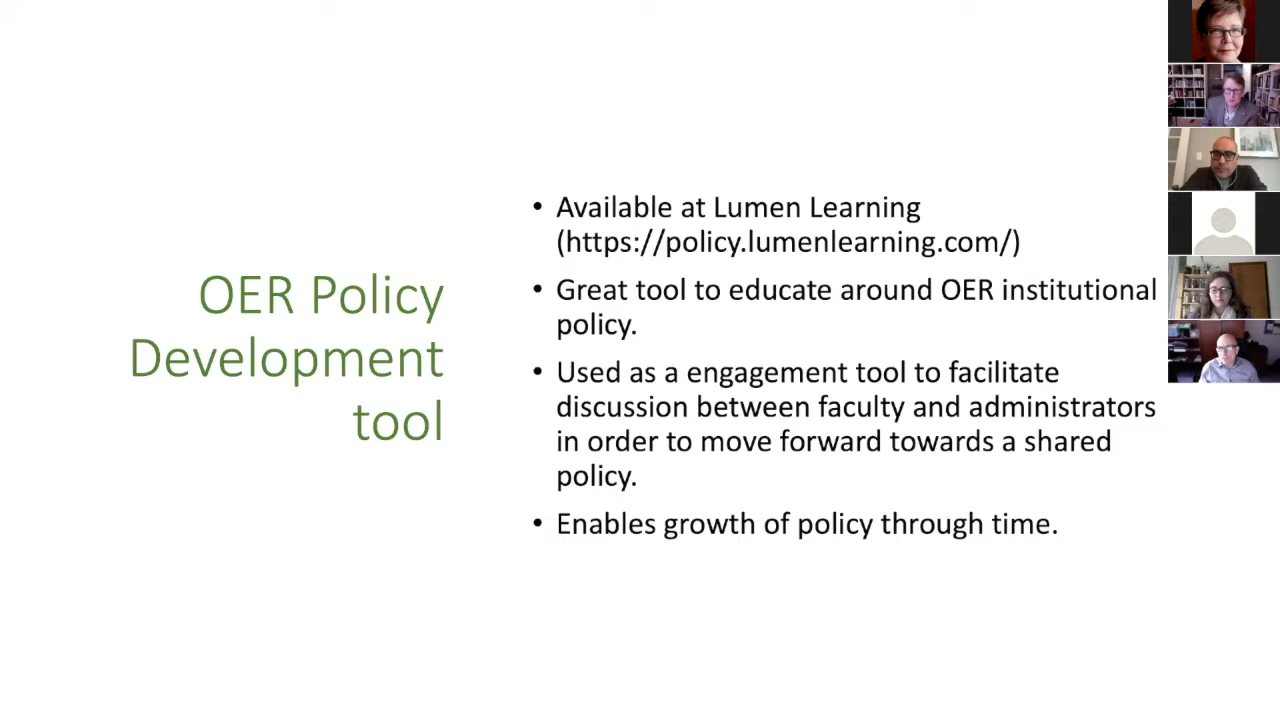 OER Policy
Development
tool
• Available at Lumen Learning
(https://policy.lumenlearning.com/)
• Great tool to educate around OER institutional
policy.
• Used as a engagement tool to facilitate
discussion between faculty and administrators
in order to move forward towards a shared
policy.
• Enables growth of policy through time.